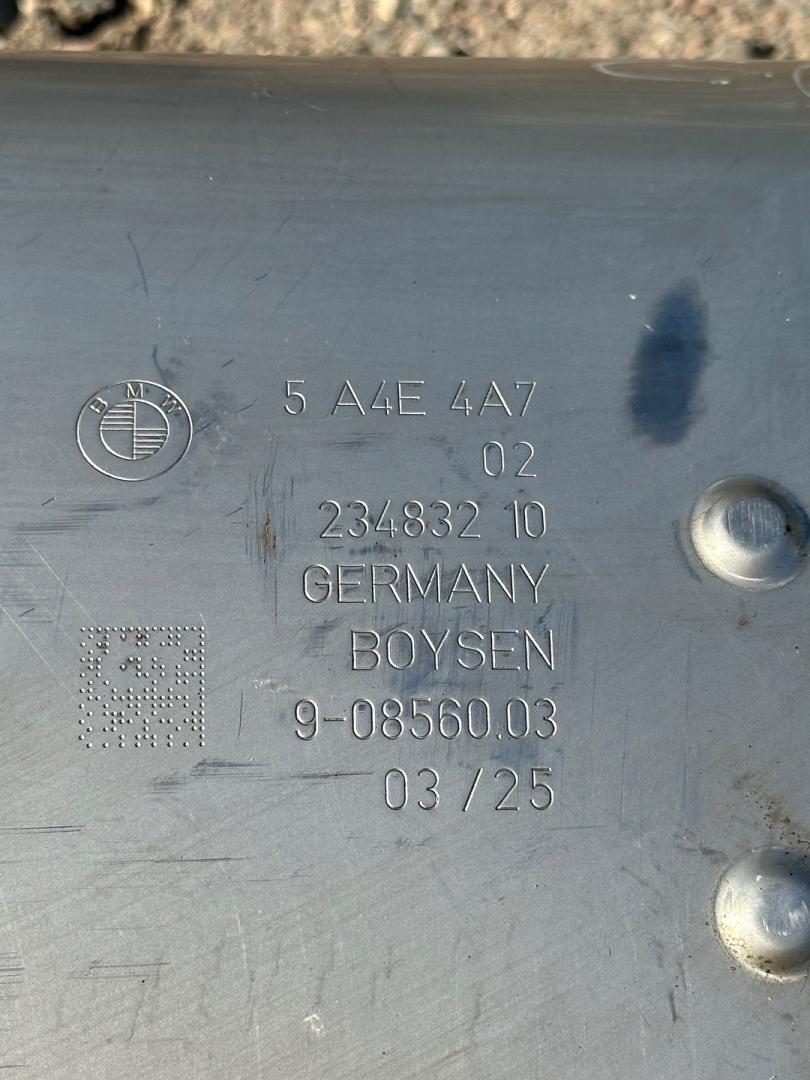 BMW
5 A4E 4A7
02
234832 10
GERMANY
BOYSEN
9-08560.03
03 /25